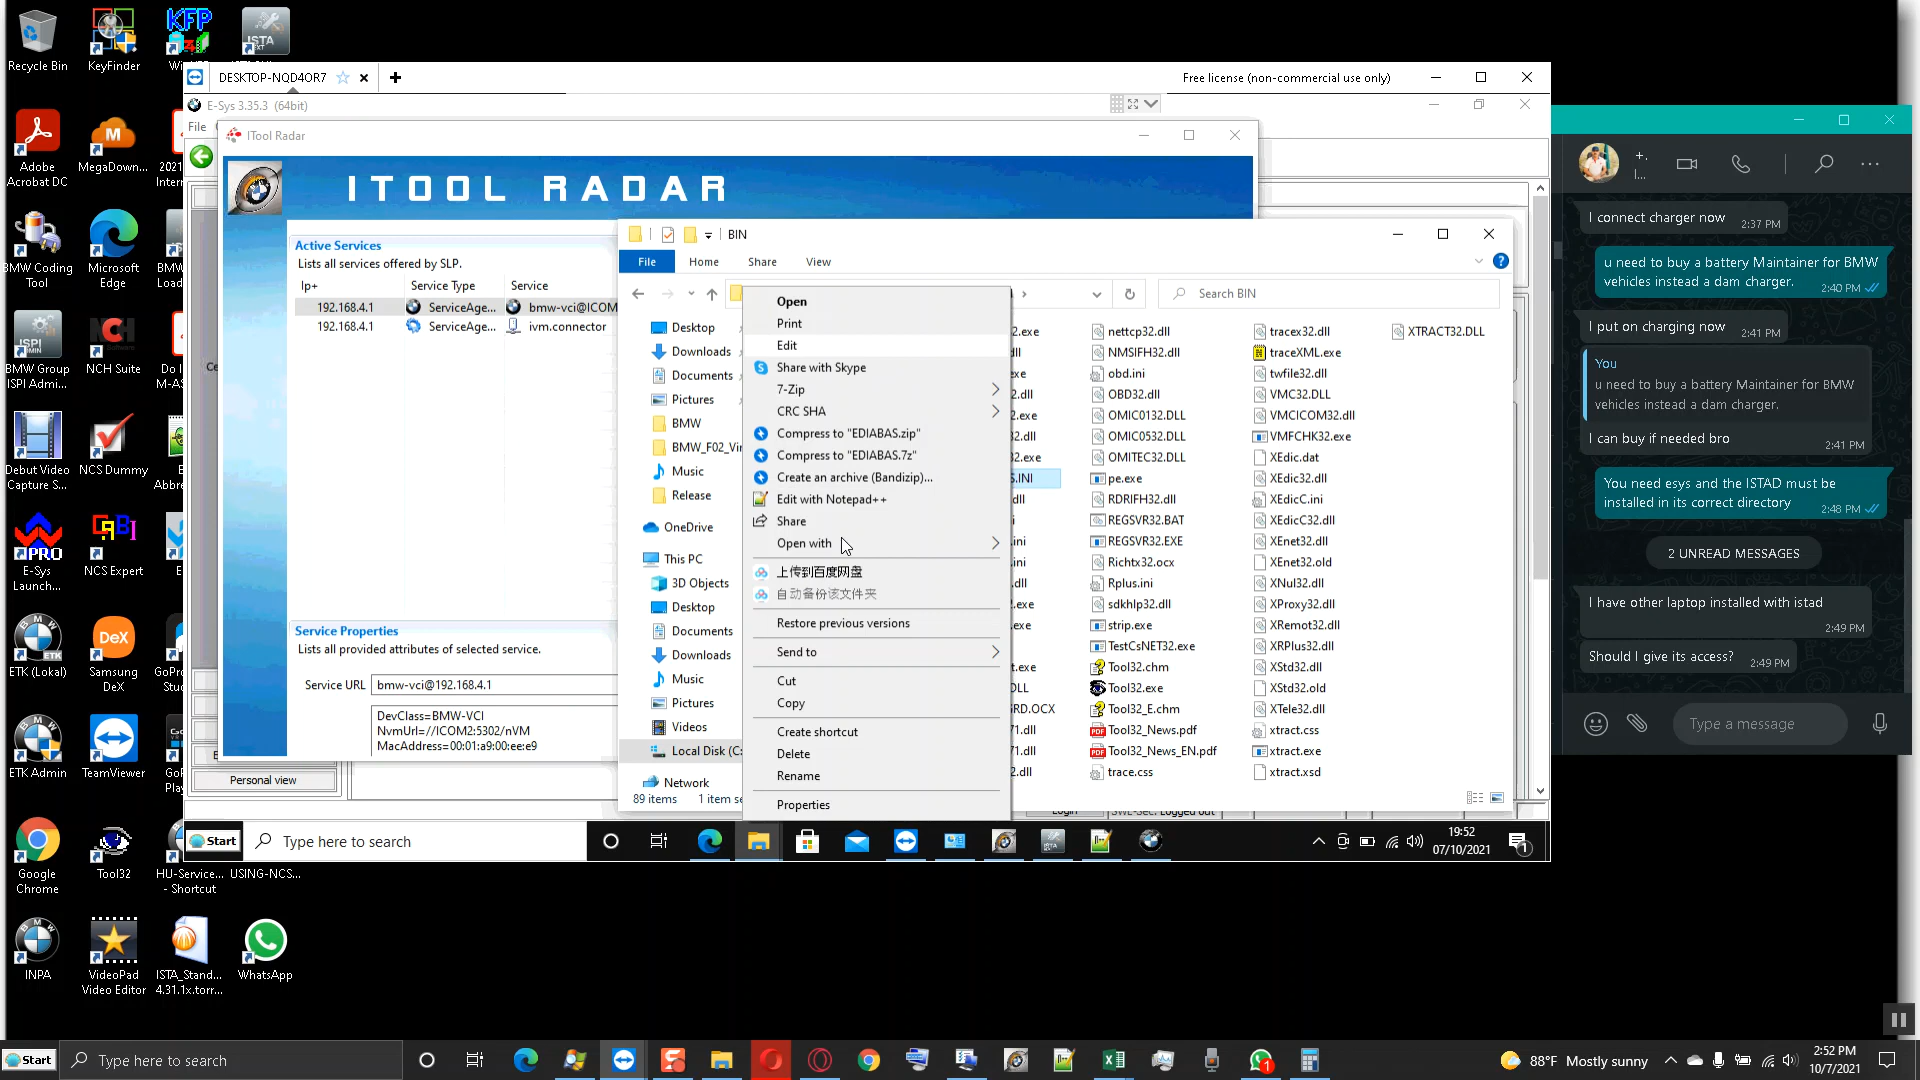 Recycle Bin
KeyFinder
KFP
ISTA
Adobe
Acrobat DC
MegaDown...
2021
BMW Coding
Tool
Microsoft
Edge
BMW Group
ISPI Admi...
NCH Suite
Debut Video
Capture S...
NCS Dummy
E-Sys
Launch...
NCS Expert
ETK (Lokal)
Samsung
DeX
ETK Admin
TeamViewer
Google
Chrome
Tool32
HU-Service...
- Shortcut
USING-NCS...
INPA
VideoPad
Video Editor
ISTA_Stand...
4.31.1x.torr...
WhatsApp
DESKTOP-NQD4OR7
Free license (non-commercial use only)
E-Sys 3.35.3 (64bit)
File
ITool Radar
ITOOL RADAR
Active Services
Lists all services offered by SLP.
Ip+
Service Type
Service
192.168.4.1
ServiceAge...
bmw-vci@ICOM
192.168.4.1
ServiceAge...
ivm.connector
Service Properties
Lists all provided attributes of selected service.
Service URL
bmw-vci@192.168.4.1
DevClass=BMW-VCI
NvmUrl=//ICOM2:5302/nVM
MacAddress=00:01:a9:00:ee:e9
Personal view
BIN
File
Home
Share
View
Search BIN
Desktop
Downloads
Documents
Pictures
BMW
BMW_F02_Vir
Music
Release
OneDrive
This PC
3D Objects
Desktop
Documents
Downloads
Music
Pictures
Videos
Local Disk (C:
Network
89 items
1 item se
Open
Print
Edit
Share with Skype
7-Zip
CRC SHA
Compress to "EDIABAS.zip"
Compress to "EDIABAS.7z"
Create an archive (Bandizip)...
Edit with Notepad++
Share
Open with
上传到百度网盘
自动备份该文件夹
Restore previous versions
Send to
Cut
Copy
Create shortcut
Delete
Rename
Properties
nettcp32.dll
NMSIFH32.dll
obd.ini
OBD32.dll
OMIC0132.DLL
OMIC0532.DLL
OMITEC32.DLL
pe.exe
RDRIFH32.dll
REGSVR32.BAT
REGSVR32.EXE
Richtx32.ocx
Rplus.ini
sdkhlp32.dll
strip.exe
TestCsNET32.exe
Tool32.chm
Tool32.exe
Tool32_E.chm
Tool32_News.pdf
Tool32_News_EN.pdf
trace.css
tracex32.dll
traceXML.exe
twfile32.dll
VMC32.DLL
VMCICOM32.dll
VMFCHK32.exe
XEdic.dat
XEdic32.dll
XEdicC.ini
XEdicC32.dll
XEnet32.dll
XEnet32.old
XNul32.dll
XProxy32.dll
XRemot32.dll
XRPlus32.dll
XStd32.dll
XStd32.old
XTele32.dll
xtract.css
xtract.exe
xtract.xsd
XTRACT32.DLL
Start
Type here to search
19:52
07/10/2021
I connect charger now
2:37 PM
u need to buy a battery Maintainer for BMW
vehicles instead a dam charger.
2:40 PM
I put on charging now
2:41 PM
You
u need to buy a battery Maintainer for BMW
vehicles instead a dam charger.
I can buy if needed bro
2:41 PM
You need esys and the ISTAD must be
installed in its correct directory
2:48 PM
2 UNREAD MESSAGES
I have other laptop installed with istad
2:49 PM
Should I give its access?
2:49 PM
Type a message
Start
Type here to search
88°F Mostly sunny
2:52 PM
10/7/2021